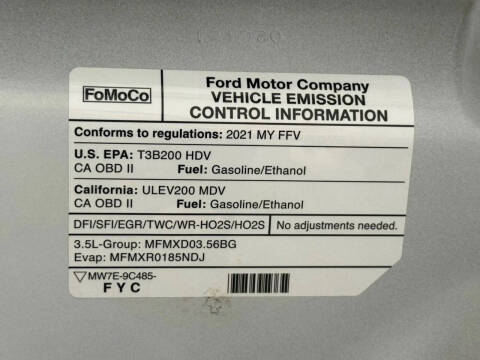 FoMoCo
Ford Motor Company
VEHICLE EMISSION
CONTROL INFORMATION
Conforms to regulations: 2021 MY FFV
U.S. EPA: T3B200 HDV
CA OBD II Fuel: Gasoline/Ethanol
California: ULEV200 MDV
CA OBD II Fuel: Gasoline/Ethanol
DFI/SFI/EGR/TWC/WR-HO2S/HO2S No adjustments needed.
3.5L-Group: MFMXD03.56BG
Evap: MFMXR0185NDJ
MW7E-9C485-
FYC